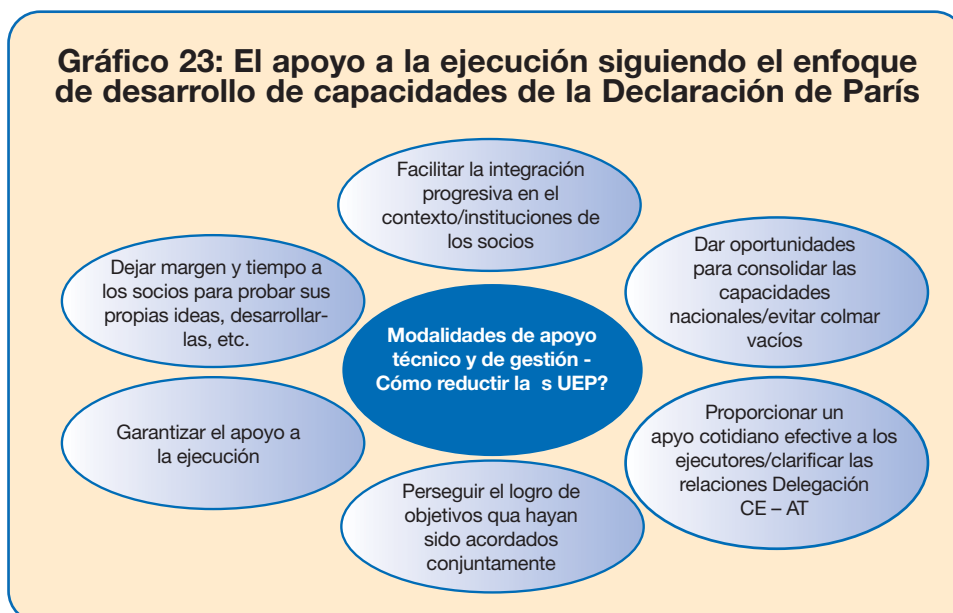 Gráfico 23: El apoyo a la ejecución siguiendo el enfoque
de desarrollo de capacidades de la Declaración de París
Facilitar la integración
progresiva en el
contexto/instituciones de
los socios
Dejar margen y tiempo a
los socios para probar sus
propias ideas, desarrollar-
las, etc.
Dar oportunidades
para consolidar las
capacidades
nacionales/evitar colmar
vacíos
Modalidades de apoyo
técnico y de gestión -
Cómo reductir la s UEP?
Garantizar el apoyo a
la ejecución
Proporcionar un
apyo cotidiano efective a los
ejecutores/clarificar las
relaciones Delegación
CE – AT
Perseguir el logro de
objetivos qua hayan
sido acordados
conjuntamente